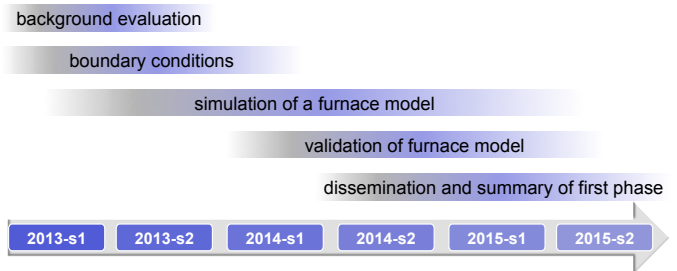 background evaluation
boundary conditions
simulation of a furnace model
validation of furnace model
dissemination and summary of first phase
2013-s1 2013-s2 2014-s1 2014-s2 2015-s1 2015-s2